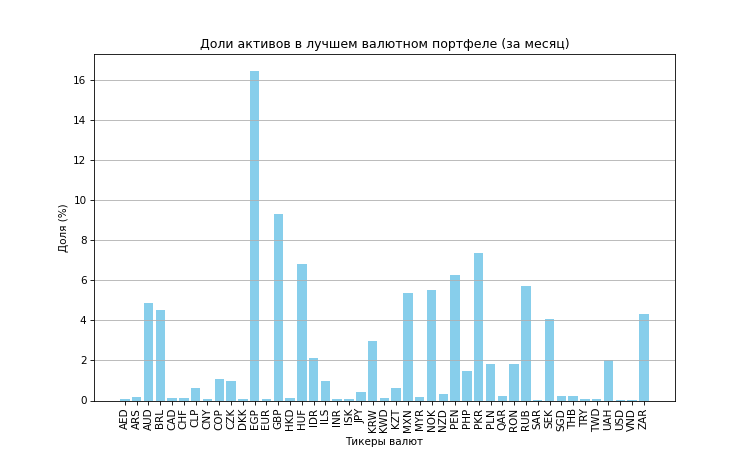 Доли активов в лучшем валютном портфеле (за месяц)
Доля (%)
16
14
12
10
8
6
4
2
0
AED ARS AUD BRL CAD CHF CLP CNY COP CZK DKK EGP EUR GBP HKD HUF IDR ILS INR ISK JPY KRW KWD KZT MXN MYR NOK NZD PEN PHP PKR PLN QAR RON RUB SAR SEK SGD THB TRY TWD UAH USD VND ZAR
Тикеры валют